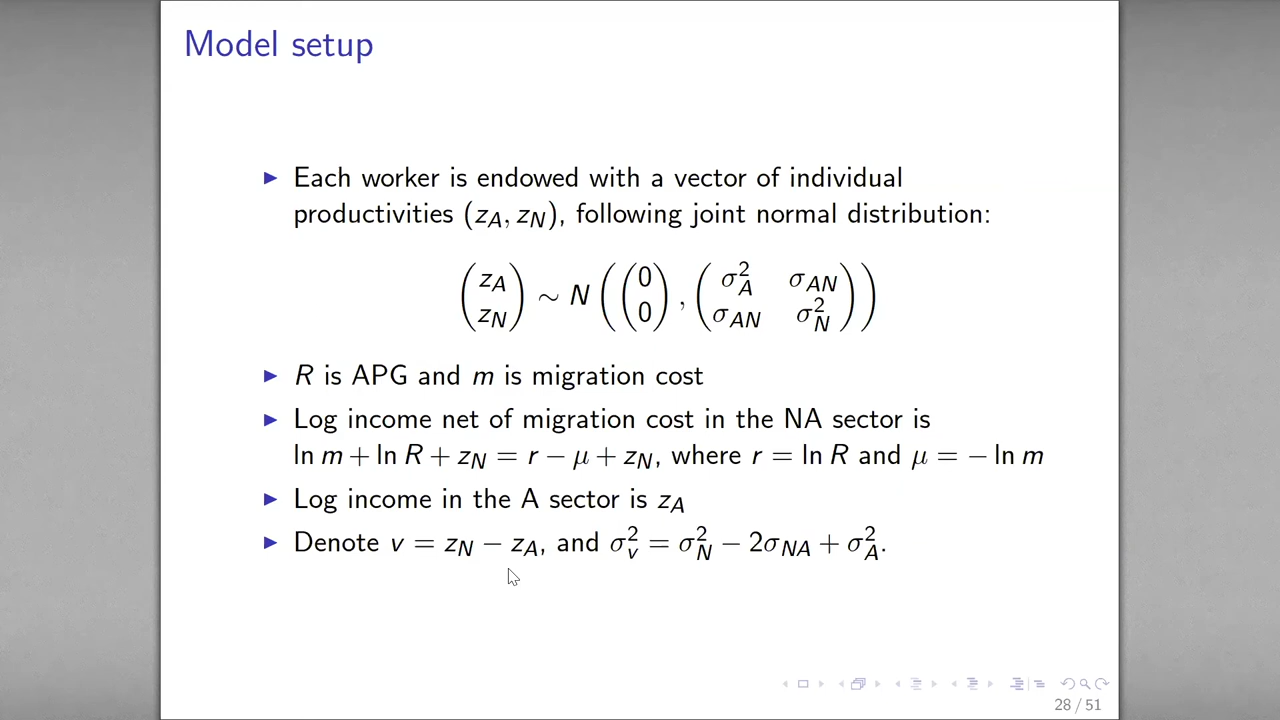 Model setup
▶ Each worker is endowed with a vector of individual
productivities (z_A, z_N), following joint normal distribution:
(z_A z_N) ∼ N ((0 0), (σ_A^2 σ_AN σ_AN σ_N^2))
▶ R is APG and m is migration cost
▶ Log income net of migration cost in the NA sector is
ln m + ln R + z_N = r − μ + z_N, where r = ln R and μ = − ln m
▶ Log income in the A sector is z_A
▶ Denote v = z_N − z_A, and σ_v^2 = σ_N^2 − 2σ_NA + σ_A^2.
28 / 51